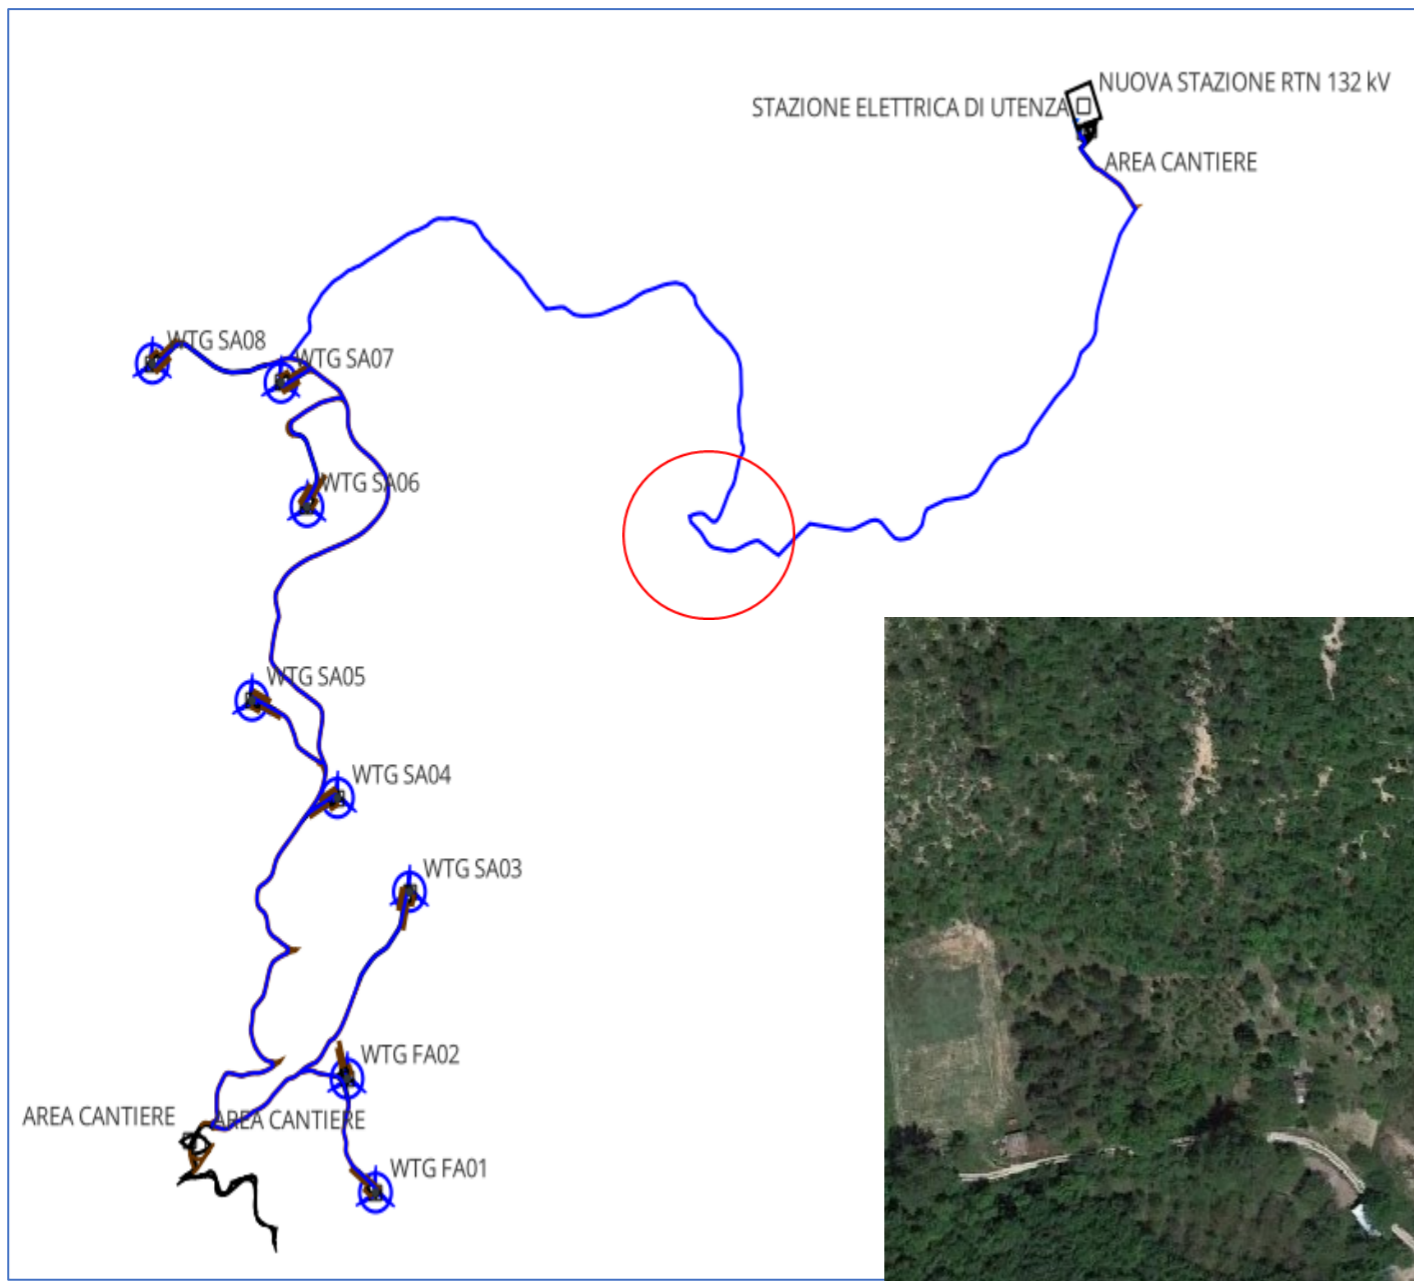 NUOVA STAZIONE RTN 132 kV
STAZIONE ELETTRICA DI UTENZA
AREA CANTIERE
WTG SA08
WTG SA07
WTG SA06
WTG SA05
WTG SA04
WTG SA03
WTG FA02
AREA CANTIERE
AREA CANTIERE
WTG FA01